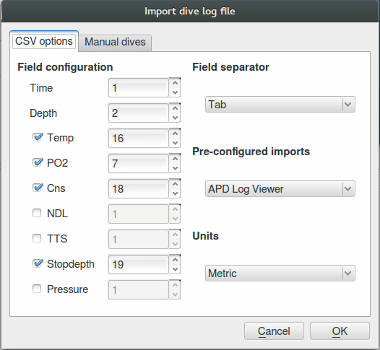 Import dive log file
CSV options
Manual dives
Field configuration
Time 1
Depth 2
Temp 16
PO2 7
Cns 18
NDL 1
TTS 1
Stopdepth 19
Pressure 1
Field separator
Tab
Pre-configured imports
APD Log Viewer
Units
Metric
Cancel
OK